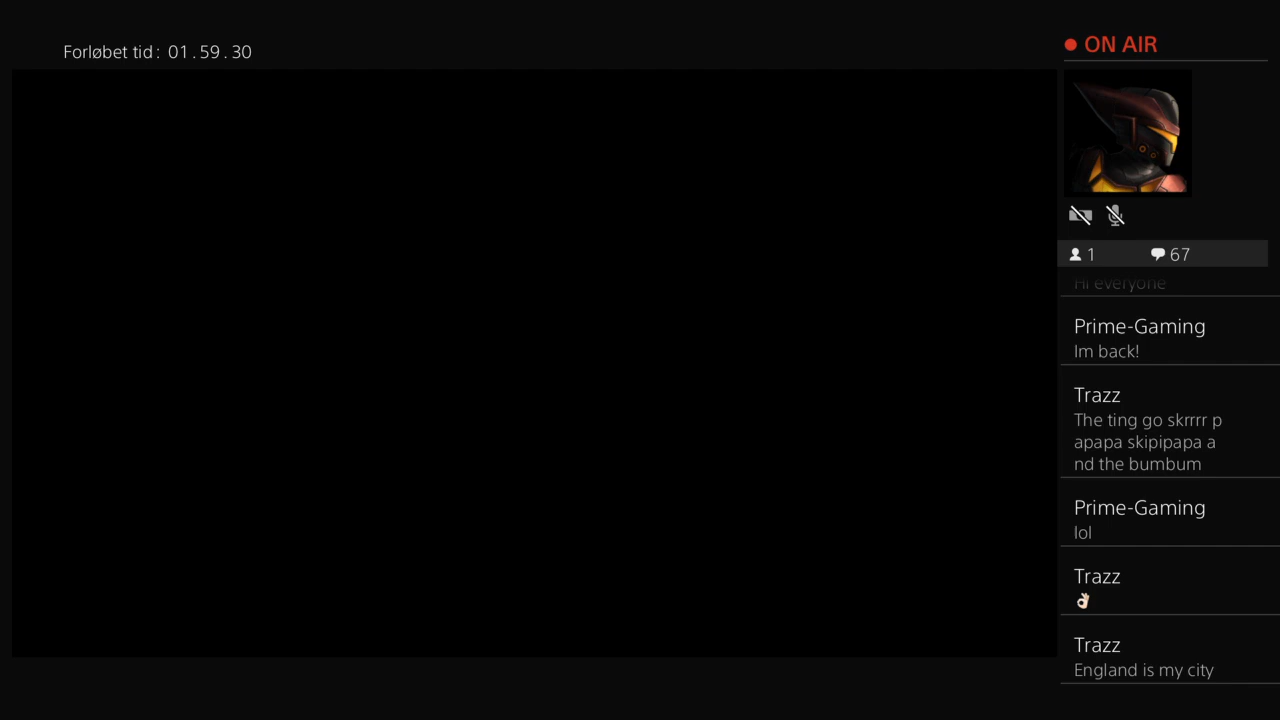 Forløbet tid: 01.59.30
ON AIR
1
67
Hi everyone
Prime-Gaming
Im back!
Trazz
The ting go skrrrr p
apapa skipipapa a
nd the bumbum
Prime-Gaming
lol
Trazz
👌🏻
Trazz
England is my city